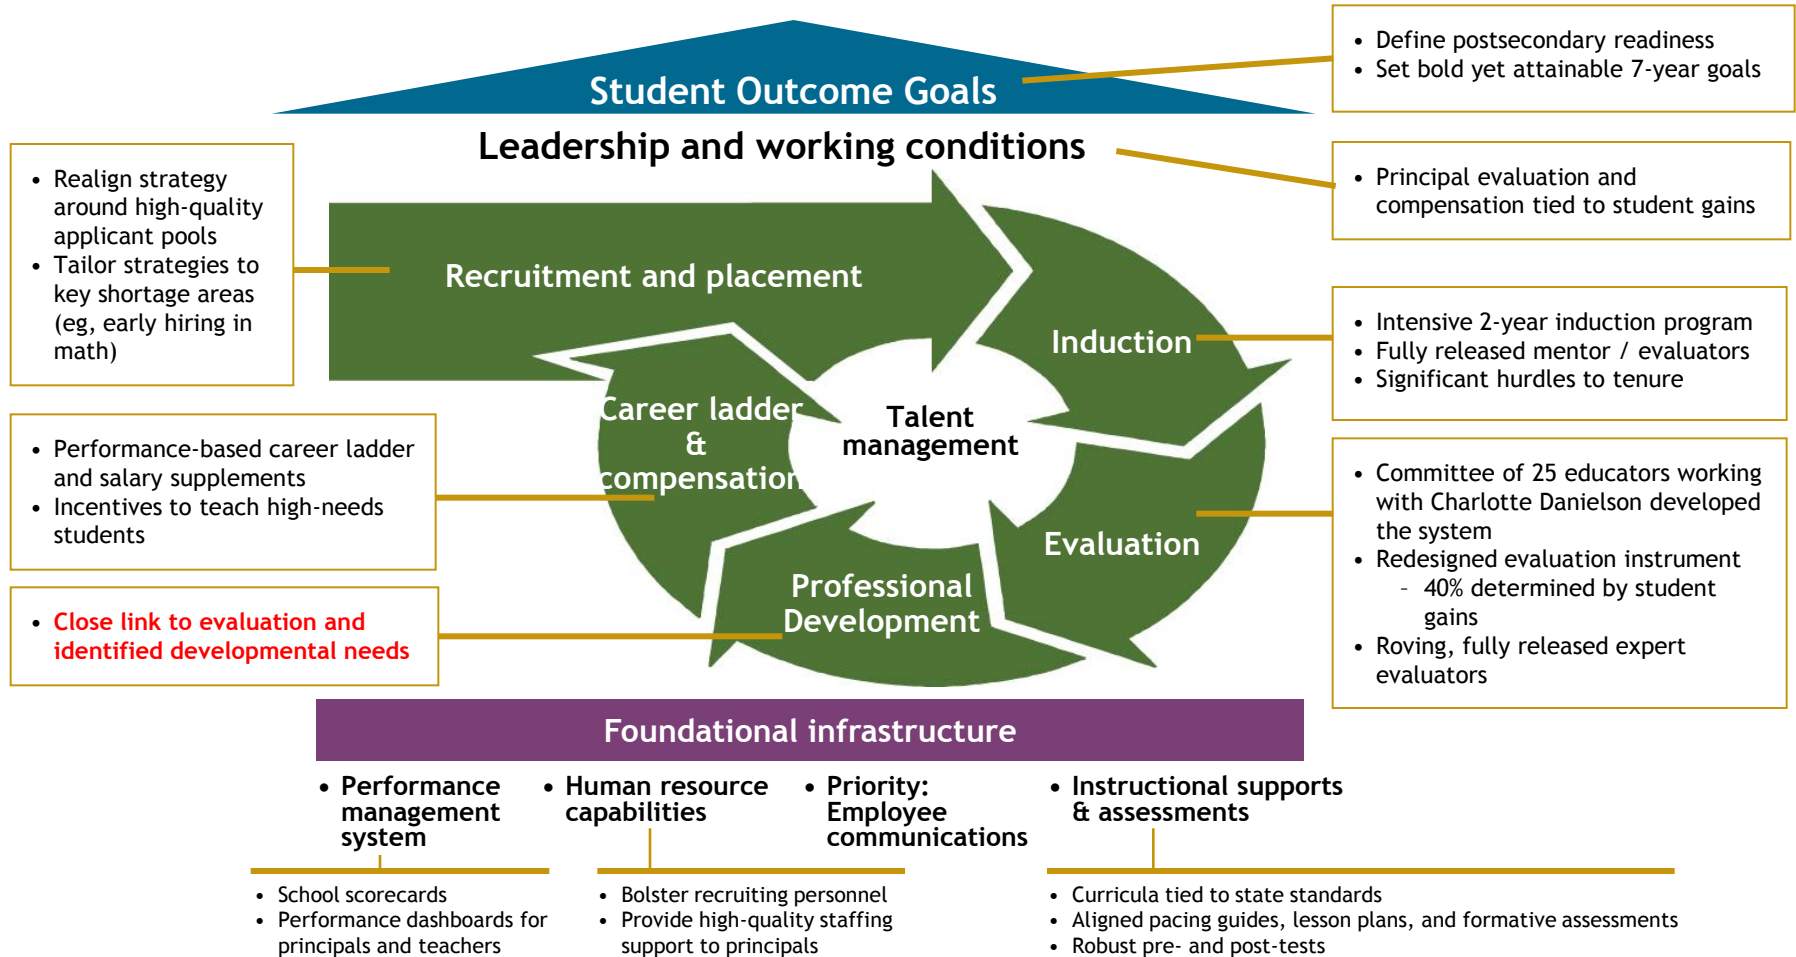 Student Outcome Goals
• Define postsecondary readiness
• Set bold yet attainable 7-year goals
Leadership and working conditions
• Principal evaluation and
compensation tied to student gains
• Realign strategy
around high-quality
applicant pools
• Tailor strategies to
key shortage areas
(eg, early hiring in
math)
Recruitment and placement
Induction
• Intensive 2-year induction program
• Fully released mentor / evaluators
• Significant hurdles to tenure
Career ladder
&
compensation
Talent
management
• Performance-based career ladder
and salary supplements
• Incentives to teach high-needs
students
Evaluation
• Committee of 25 educators working
with Charlotte Danielson developed
the system
• Redesigned evaluation instrument
- 40% determined by student
gains
• Roving, fully released expert
evaluators
Professional
Development
• Close link to evaluation and
identified developmental needs
Foundational infrastructure
• Performance
management
system
• Human resource
capabilities
• Priority:
Employee
communications
• Instructional supports
& assessments
• School scorecards
• Performance dashboards for
principals and teachers
• Bolster recruiting personnel
• Provide high-quality staffing
support to principals
• Curricula tied to state standards
• Aligned pacing guides, lesson plans, and formative assessments
• Robust pre- and post-tests